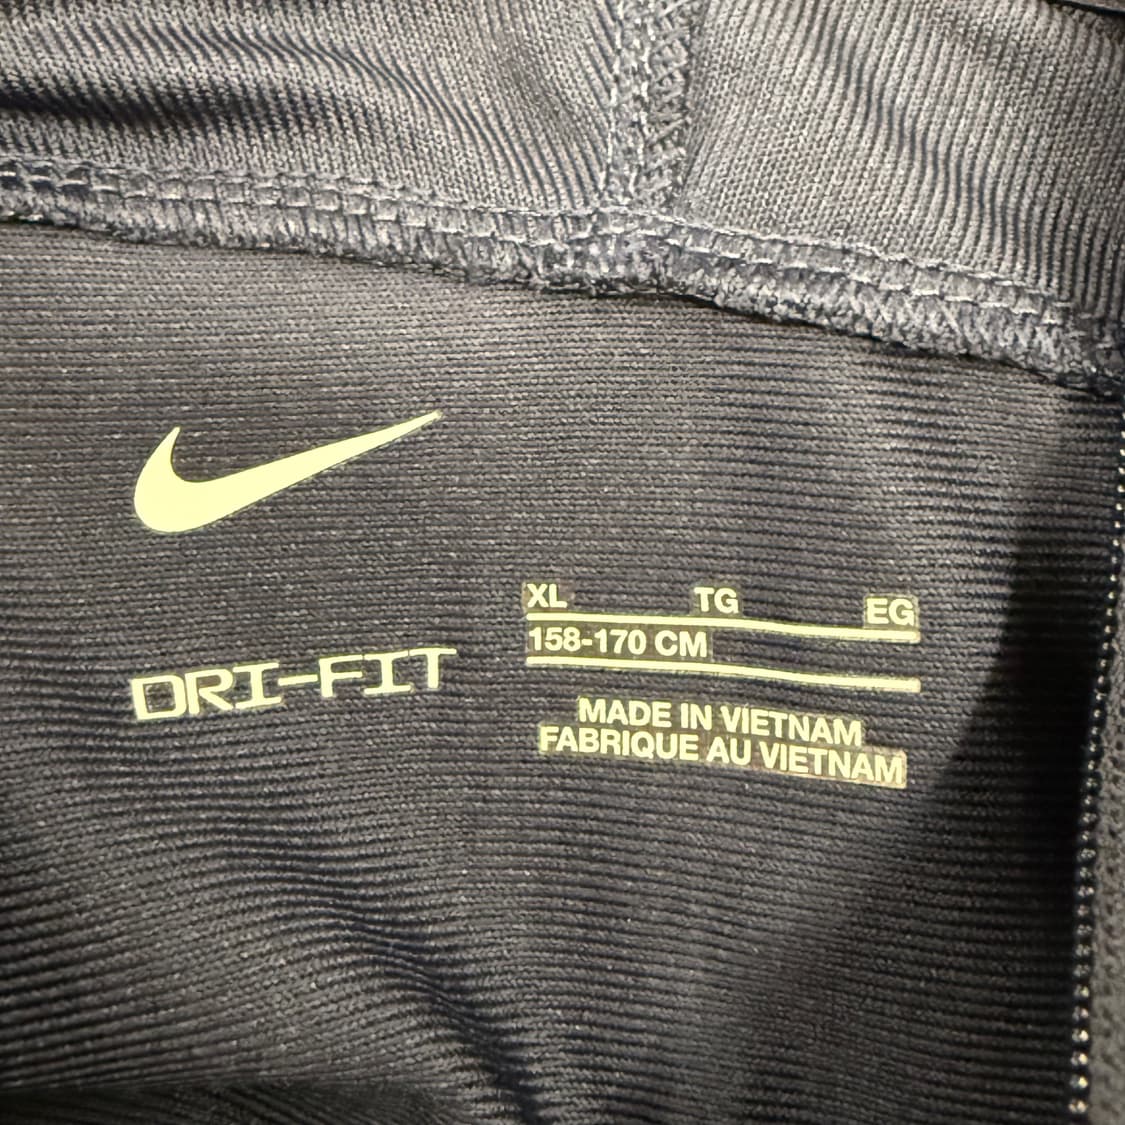 DRI-FIT
XL TG EG
158-170 CM
MADE IN VIETNAM
FABRIQUE AU VIETNAM